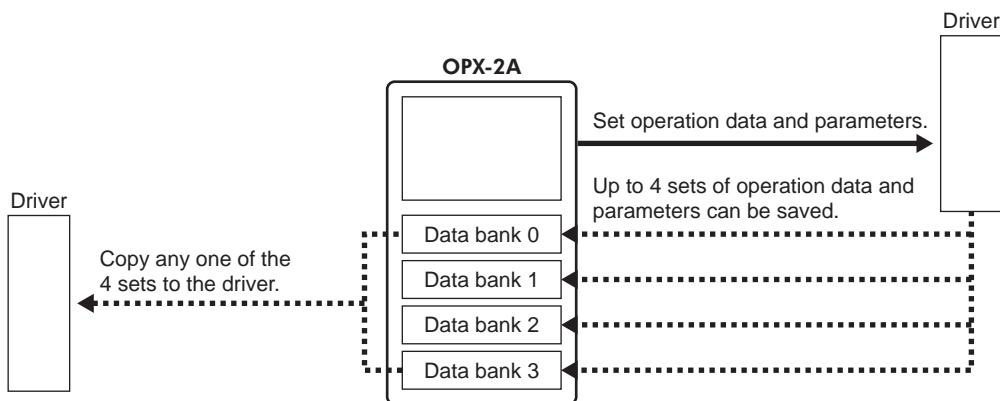 Driver
OPX-2A
Set operation data and parameters.
Up to 4 sets of operation data and
parameters can be saved.
Driver
Copy any one of the
4 sets to the driver.
Data bank 0
Data bank 1
Data bank 2
Data bank 3